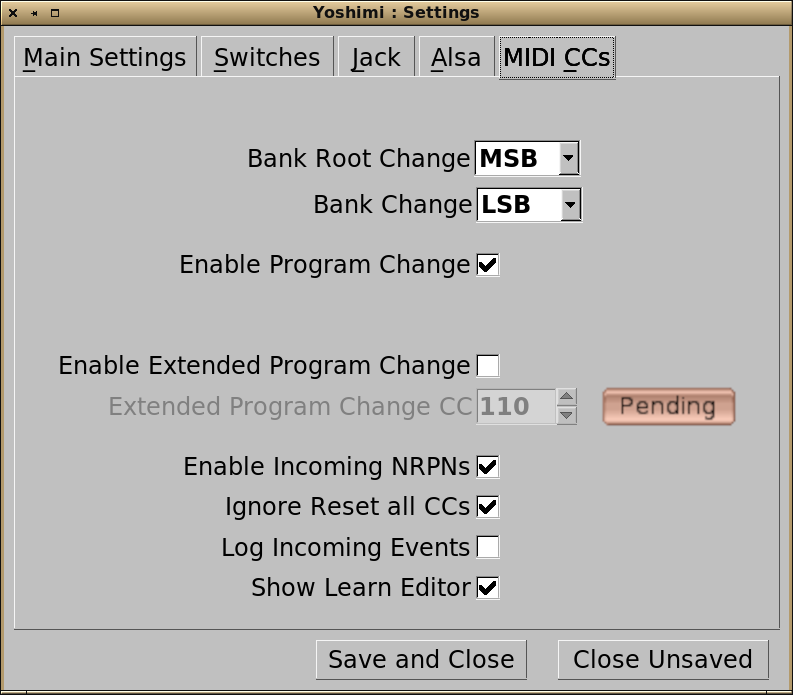 Yoshimi : Settings
Main Settings Switches Jack Alsa MIDI CCs
Bank Root Change MSB
Bank Change LSB
Enable Program Change
Enable Extended Program Change
Extended Program Change CC 110 Pending
Enable Incoming NRPNs
Ignore Reset all CCs
Log Incoming Events
Show Learn Editor
Save and Close Close Unsaved